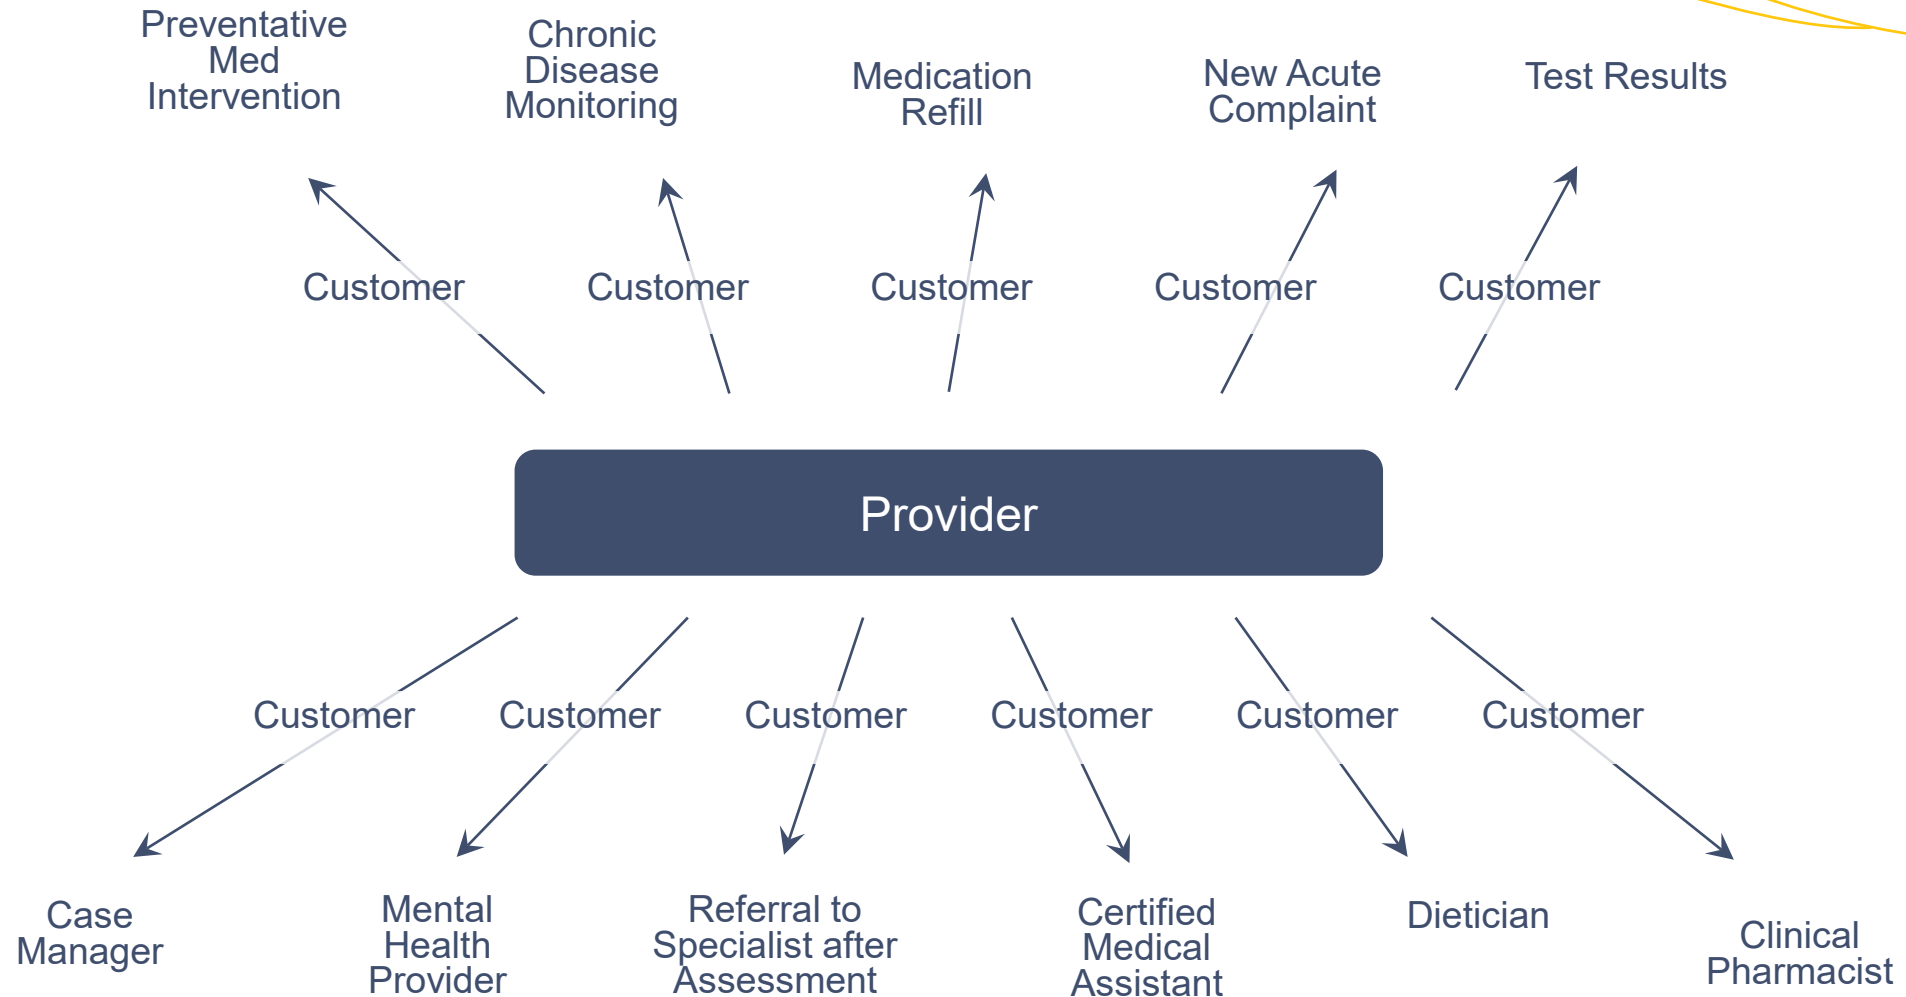 Preventative
Med
Intervention
Chronic
Disease
Monitoring
Medication
Refill
New Acute
Complaint
Test Results
Customer
Customer
Customer
Customer
Customer
Provider
Customer
Customer
Customer
Customer
Customer
Customer
Case
Manager
Mental
Health
Provider
Referral to
Specialist after
Assessment
Certified
Medical
Assistant
Dietician
Clinical
Pharmacist